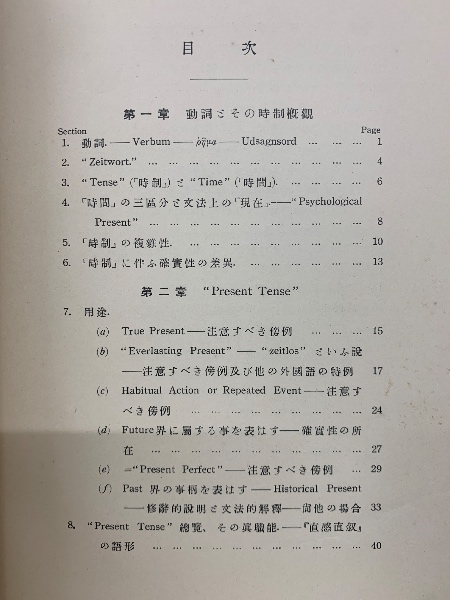 目次
第一章 動詞とその時制概觀
Section Page
1. 動詞.——Verbum——ῥῆμα——Udsagnsord ... ... ... ... 1
2. "Zeitwort." ... ... ... ... ... ... ... ... ... ... 4
3. "Tense" (「時制」) と "Time" (「時間」). ... ... ... ... 6
4. 「時間」の三區分と文法上の「現在」.——"Psychological
Present" ... ... ... ... ... ... ... ... ... ... 8
5. 「時制」の複雜性. ... ... ... ... ... ... ... ... 10
6. 「時制」に伴ふ確實性の差異. ... ... ... ... ... ... 13
第二章 "Present Tense"
7. 用途.
(a) True Present——注意すべき傍例 ... ... ... 15
(b) "Everlasting Present"——"zeitlos" といふ說
——注意すべき傍例及び他の外國語の特例 17
(c) Habitual Action or Repeated Event——注意す
べき傍例 ... ... ... ... ... ... ... ... ... 24
(d) Future 界に屬する事を表はす——確實性の所
在 ... ... ... ... ... ... ... ... ... ... 27
(e) ="Present Perfect"——注意すべき傍例 ... 29
(f) Past 界の事柄を表はす——Historical Present
——修辭的說明と文法的解釋——尙他の場合 33
8. "Present Tense" 總覽、その眞職能.——『直感直叙』
の語形 ... ... ... ... ... ... ... ... ... ... 40